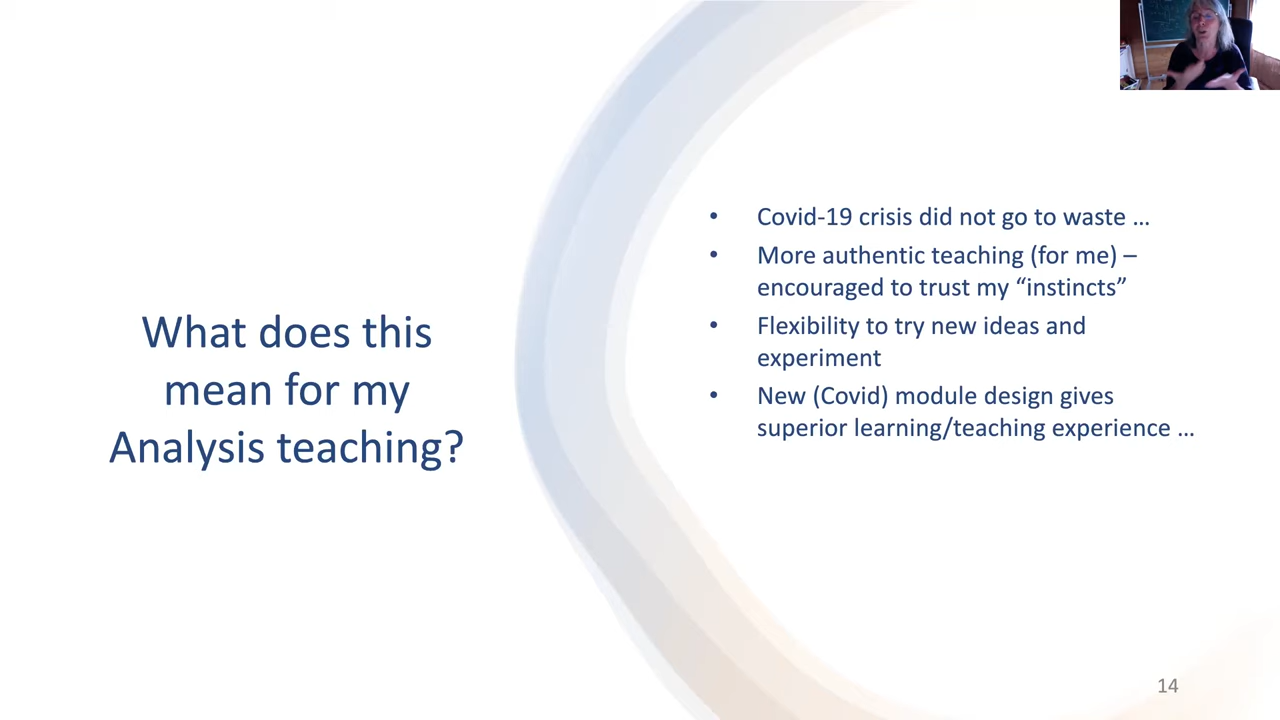 What does this
mean for my
Analysis teaching?
• Covid-19 crisis did not go to waste …
• More authentic teaching (for me) –
encouraged to trust my “instincts”
• Flexibility to try new ideas and
experiment
• New (Covid) module design gives
superior learning/teaching experience …
14